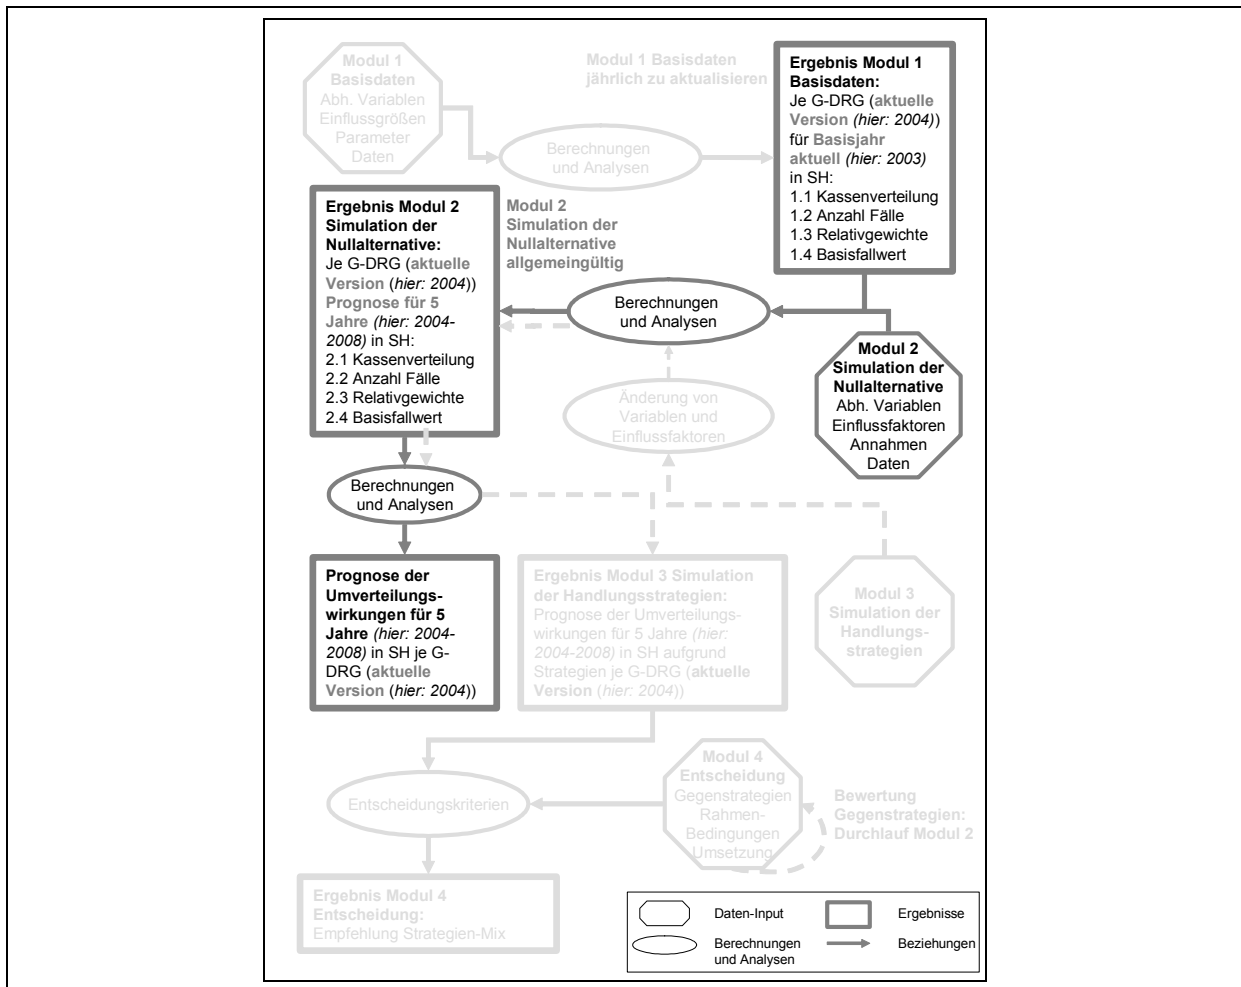 Modul 1
Basisdaten
Abh. Variablen
Einflussgrößen
Parameter
Daten
Modul 1 Basisdaten
jährlich zu aktualisieren
Berechnungen
und Analysen
Ergebnis Modul 1
Basisdaten:
Je G-DRG (aktuelle
Version (hier: 2004))
für Basisjahr
aktuell (hier: 2003)
in SH:
1.1 Kassenverteilung
1.2 Anzahl Fälle
1.3 Relativgewichte
1.4 Basisfallwert
Ergebnis Modul 2
Simulation der
Nullalternative:
Je G-DRG (aktuelle
Version (hier: 2004))
Prognose für 5
Jahre (hier: 2004-
2008) in SH:
2.1 Kassenverteilung
2.2 Anzahl Fälle
2.3 Relativgewichte
2.4 Basisfallwert
Modul 2
Simulation der
Nullalternative
allgemeingültig
Berechnungen
und Analysen
Modul 2
Simulation der
Nullalternative
Abh. Variablen
Einflussfaktoren
Annahmen
Daten
Änderung von
Variablen und
Einflussfaktoren
Berechnungen
und Analysen
Prognose der
Umverteilungs-
wirkungen für 5
Jahre (hier: 2004-
2008) in SH je G-
DRG (aktuelle
Version (hier: 2004))
Ergebnis Modul 3 Simulation
der Handlungsstrategien:
Prognose der Umverteilungs-
wirkungen für 5 Jahre (hier:
2004-2008) in SH aufgrund
Strategien je G-DRG (aktuelle
Version (hier: 2004))
Modul 3
Simulation der
Handlungs-
strategien
Entscheidungskriterien
Modul 4
Entscheidung
Gegenstrategien
Rahmen-
Bedingungen
Umsetzung
Bewertung
Gegenstrategien:
Durchlauf Modul 2
Ergebnis Modul 4
Entscheidung:
Empfehlung Strategien-Mix
Daten-Input
Ergebnisse
Berechnungen
und Analysen
Beziehungen